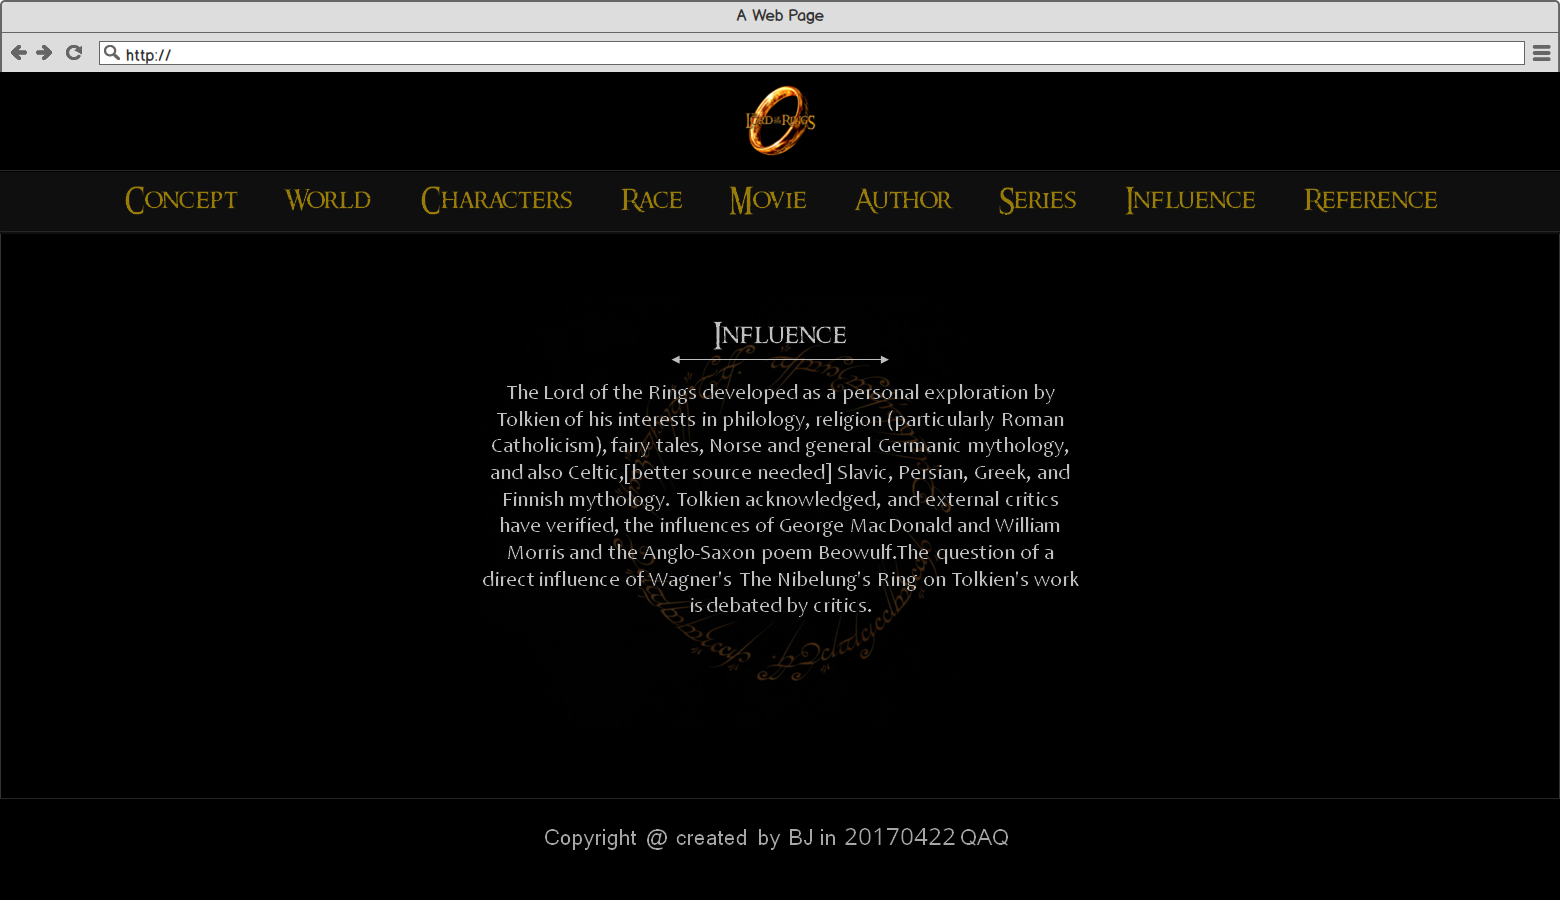 A Web Page
http://
Lord of the Rings
Concept World Characters Race Movie Author Series Influence Reference
Influence
The Lord of the Rings developed as a personal exploration by
Tolkien of his interests in philology, religion (particularly Roman
Catholicism), fairy tales, Norse and general Germanic mythology,
and also Celtic,[better source needed] Slavic, Persian, Greek, and
Finnish mythology. Tolkien acknowledged, and external critics
have verified, the influences of George MacDonald and William
Morris and the Anglo-Saxon poem Beowulf.The question of a
direct influence of Wagner's The Nibelung's Ring on Tolkien's work
is debated by critics.
Copyright @ created by BJ in 20170422 QAQ